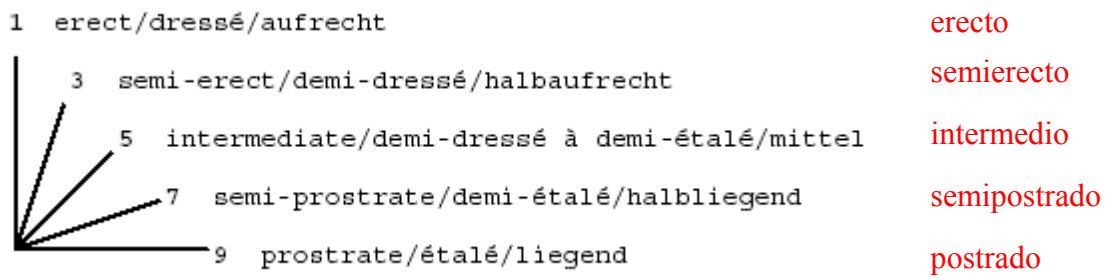 1 erect/dressé/aufrecht erecto
3 semi-erect/demi-dressé/halbaufrecht semierecto
5 intermediate/demi-dressé à demi-étalé/mittel intermedio
7 semi-prostrate/demi-étalé/halbliegend semipostrado
9 prostrate/étalé/liegend postrado